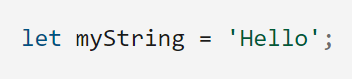 let myString = 'Hello';